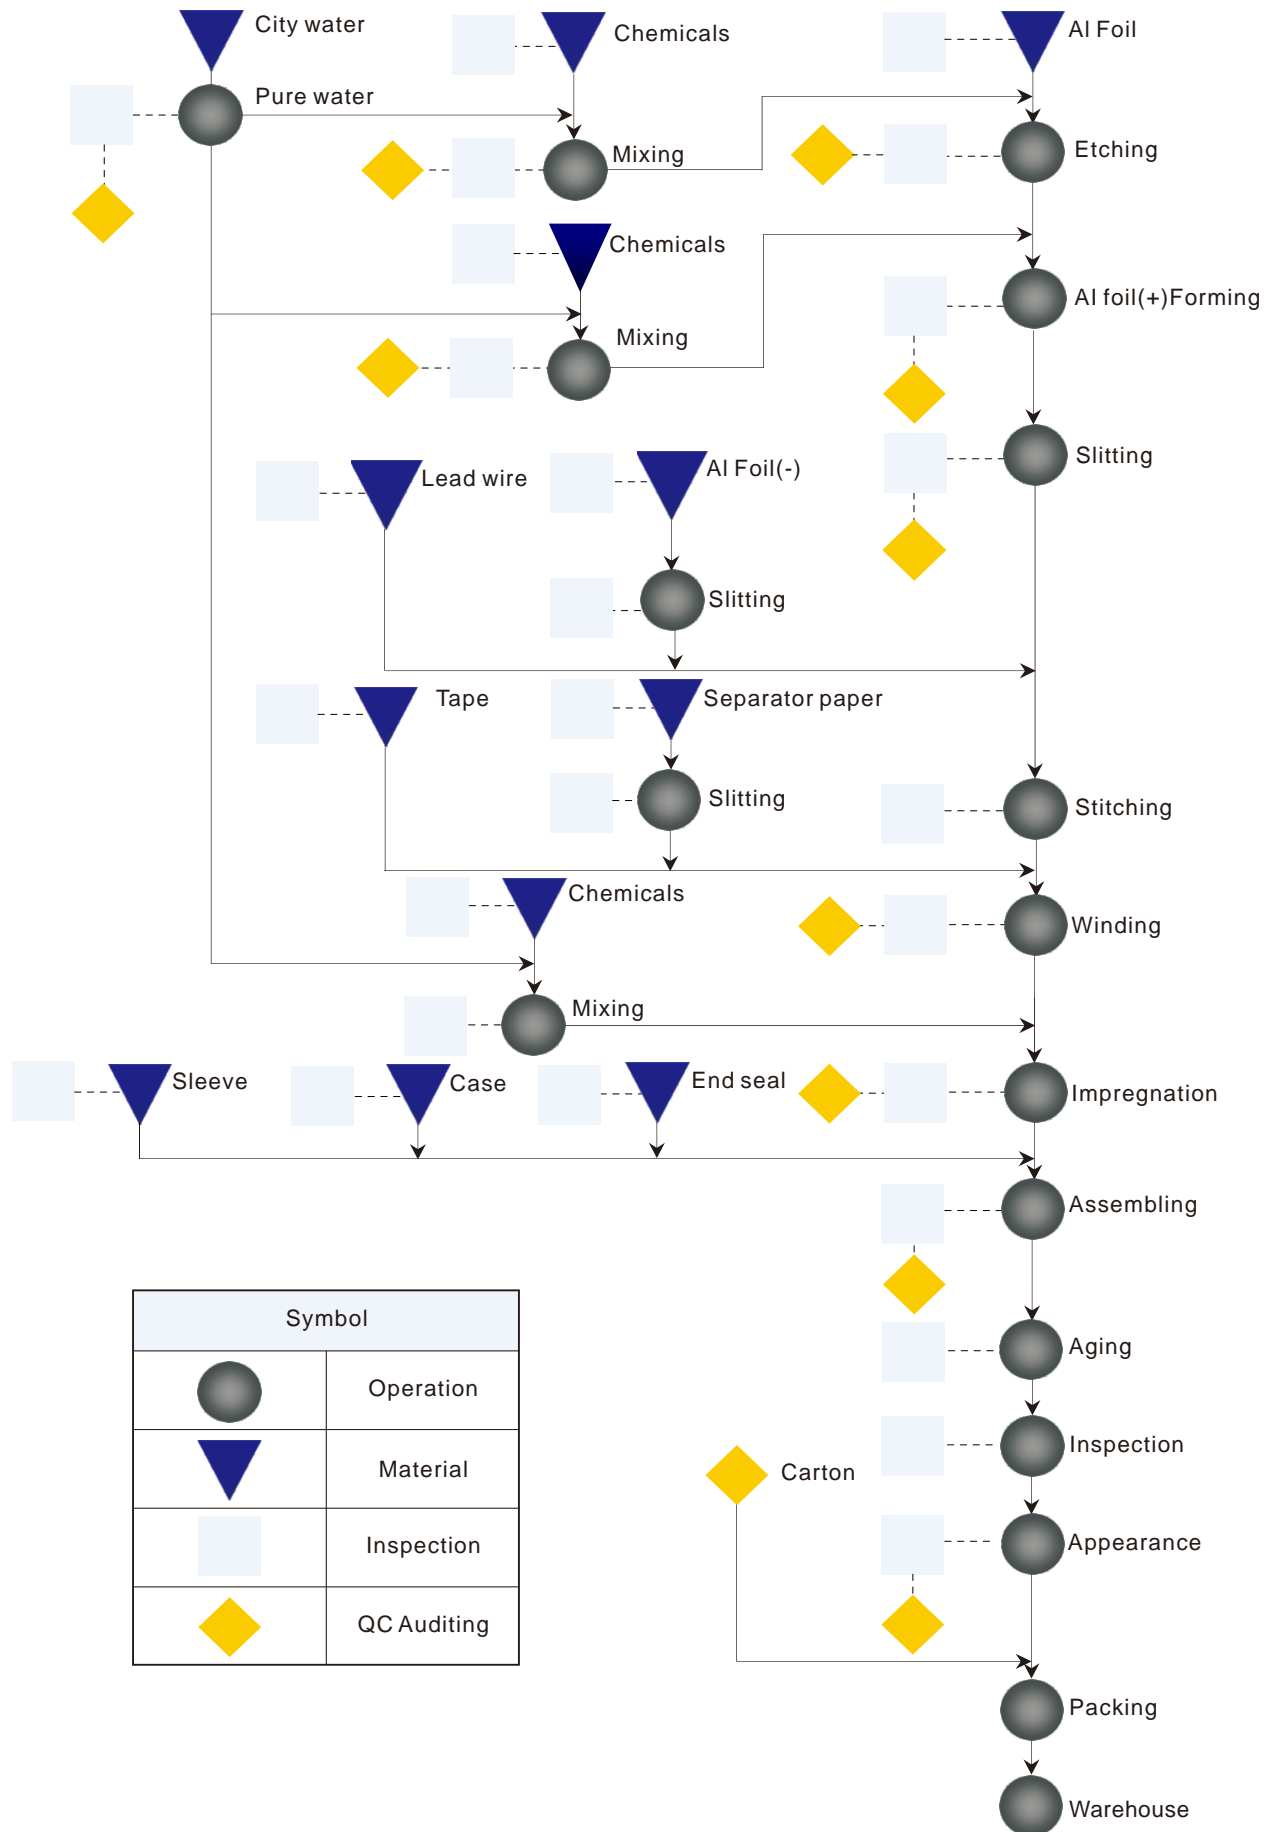 City water
Chemicals
Al Foil
Pure water
Mixing
Etching
Chemicals
Al foil(+)Forming
Mixing
Lead wire
Al Foil(-)
Slitting
Slitting
Tape
Separator paper
Slitting
Stitching
Chemicals
Winding
Mixing
Sleeve
Case
End seal
Impregnation
Assembling
Symbol
Aging
Operation
Inspection
Material
Carton
Inspection
Appearance
QC Auditing
Packing
Warehouse